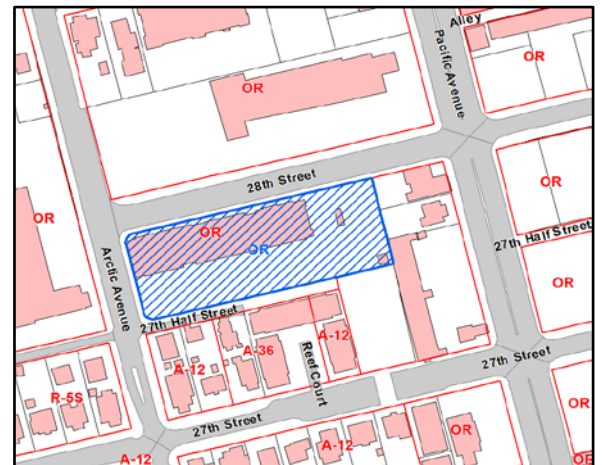 Alley
Pacific Avenue
OR
OR
28th Street
OR
OR
OR
OR
27th Half Street
Arctic Avenue
OR
27th Half Street
A-12
A-36
A-12
Reef Court
27th Street
R-5S
27th Street
A-12
A-12
OR
OR